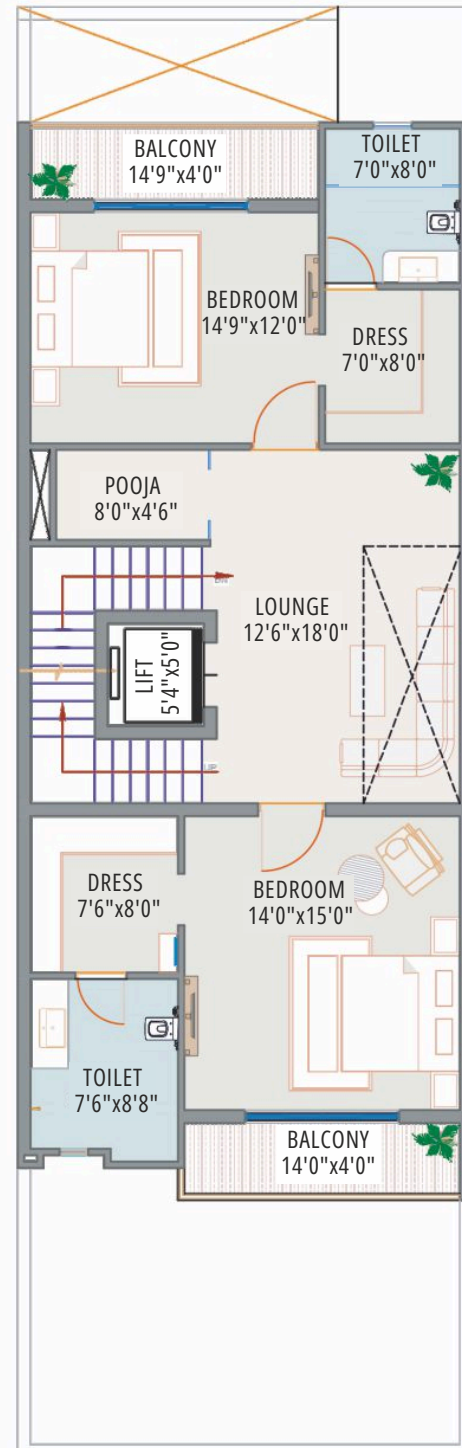 BALCONY
14'9"x4'0"
TOILET
7'0"x8'0"
BEDROOM
14'9"x12'0"
DRESS
7'0"x8'0"
POOJA
8'0"x4'6"
LOUNGE
12'6"x18'0"
LIFT
5'4"x5'0"
UP
DRESS
7'6"x8'0"
BEDROOM
14'0"x15'0"
TOILET
7'6"x8'8"
BALCONY
14'0"x4'0"